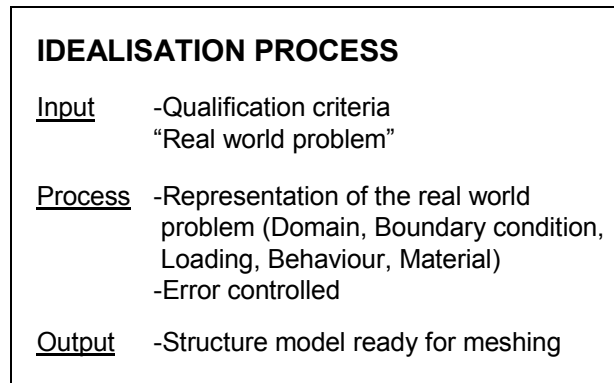 IDEALISATION PROCESS
Input -Qualification criteria
“Real world problem”
Process -Representation of the real world
problem (Domain, Boundary condition,
Loading, Behaviour, Material)
-Error controlled
Output -Structure model ready for meshing